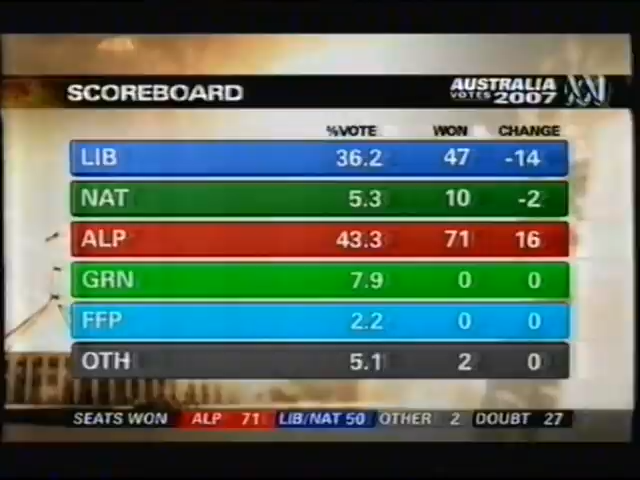 SCOREBOARD
AUSTRALIA
VOTES 2007
%VOTE WON CHANGE
LIB 36.2 47 -14
NAT 5.3 10 -2
ALP 43.3 71 16
GRN 7.9 0 0
FFP 2.2 0 0
OTH 5.1 2 0
SEATS WON ALP 71 LIB/NAT 50 OTHER 2 DOUBT 27